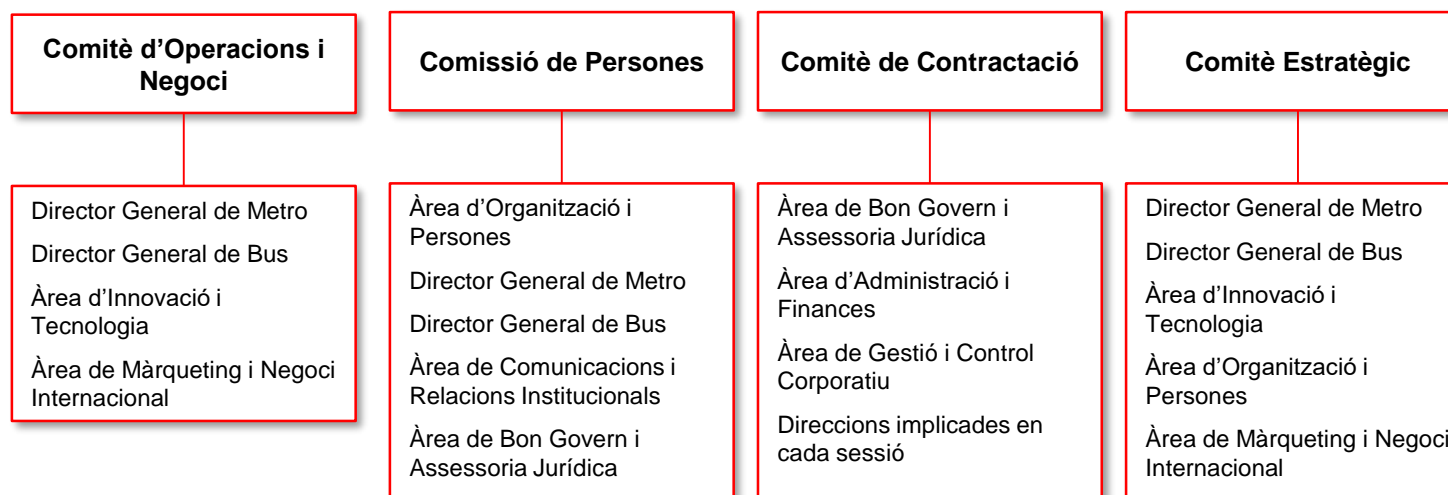 Comitè d’Operacions i
Negoci
Comissió de Persones
Comitè de Contractació
Comitè Estratègic
Director General de Metro
Director General de Bus
Àrea d’Innovació i
Tecnologia
Àrea de Màrqueting i Negoci
Internacional
Àrea d’Organització i
Persones
Director General de Metro
Director General de Bus
Àrea de Comunicacions i
Relacions Institucionals
Àrea de Bon Govern i
Assessoria Jurídica
Àrea de Bon Govern i
Assessoria Jurídica
Àrea d’Administració i
Finances
Àrea de Gestió i Control
Corporatiu
Direccions implicades en
cada sessió
Director General de Metro
Director General de Bus
Àrea d’Innovació i
Tecnologia
Àrea d’Organització i
Persones
Àrea de Màrqueting i Negoci
Internacional